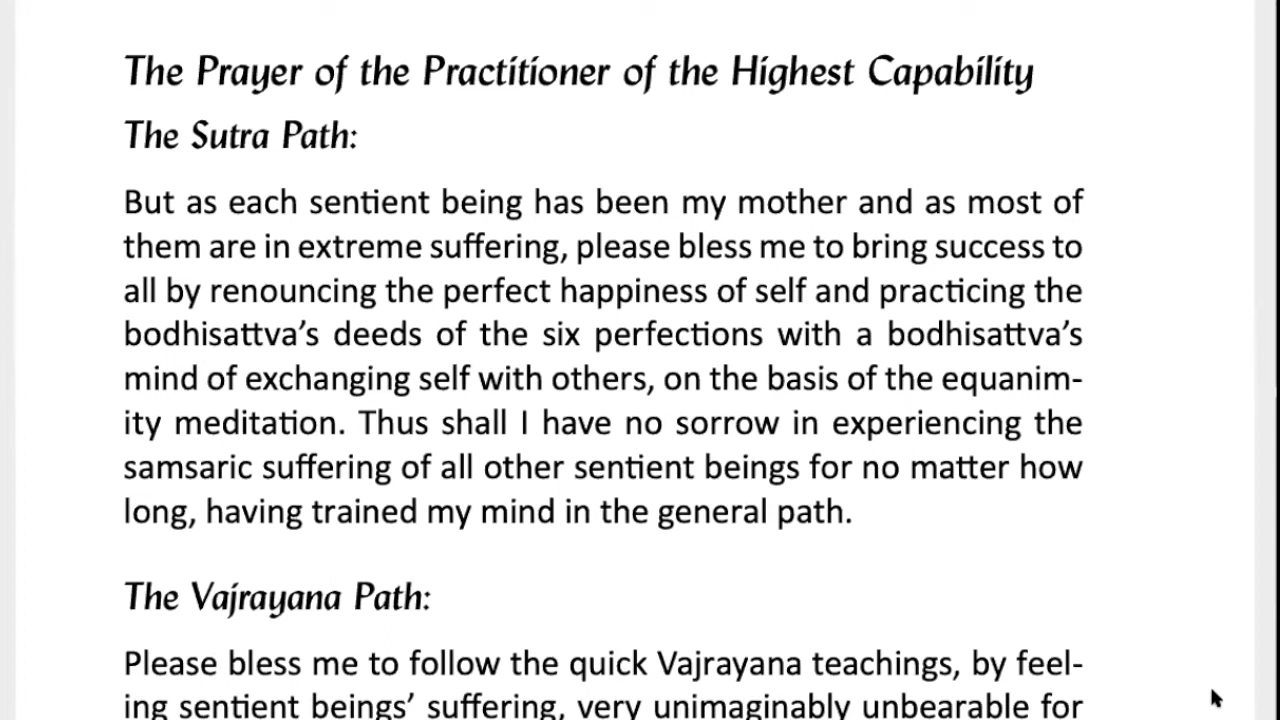 The Prayer of the Practitioner of the Highest Capability
The Sutra Path:
But as each sentient being has been my mother and as most of
them are in extreme suffering, please bless me to bring success to
all by renouncing the perfect happiness of self and practicing the
bodhisattva’s deeds of the six perfections with a bodhisattva’s
mind of exchanging self with others, on the basis of the equanim-
ity meditation. Thus shall I have no sorrow in experiencing the
samsaric suffering of all other sentient beings for no matter how
long, having trained my mind in the general path.
The Vajrayana Path:
Please bless me to follow the quick Vajrayana teachings, by feel-
ing sentient beings’ suffering, very unimaginably unbearable for